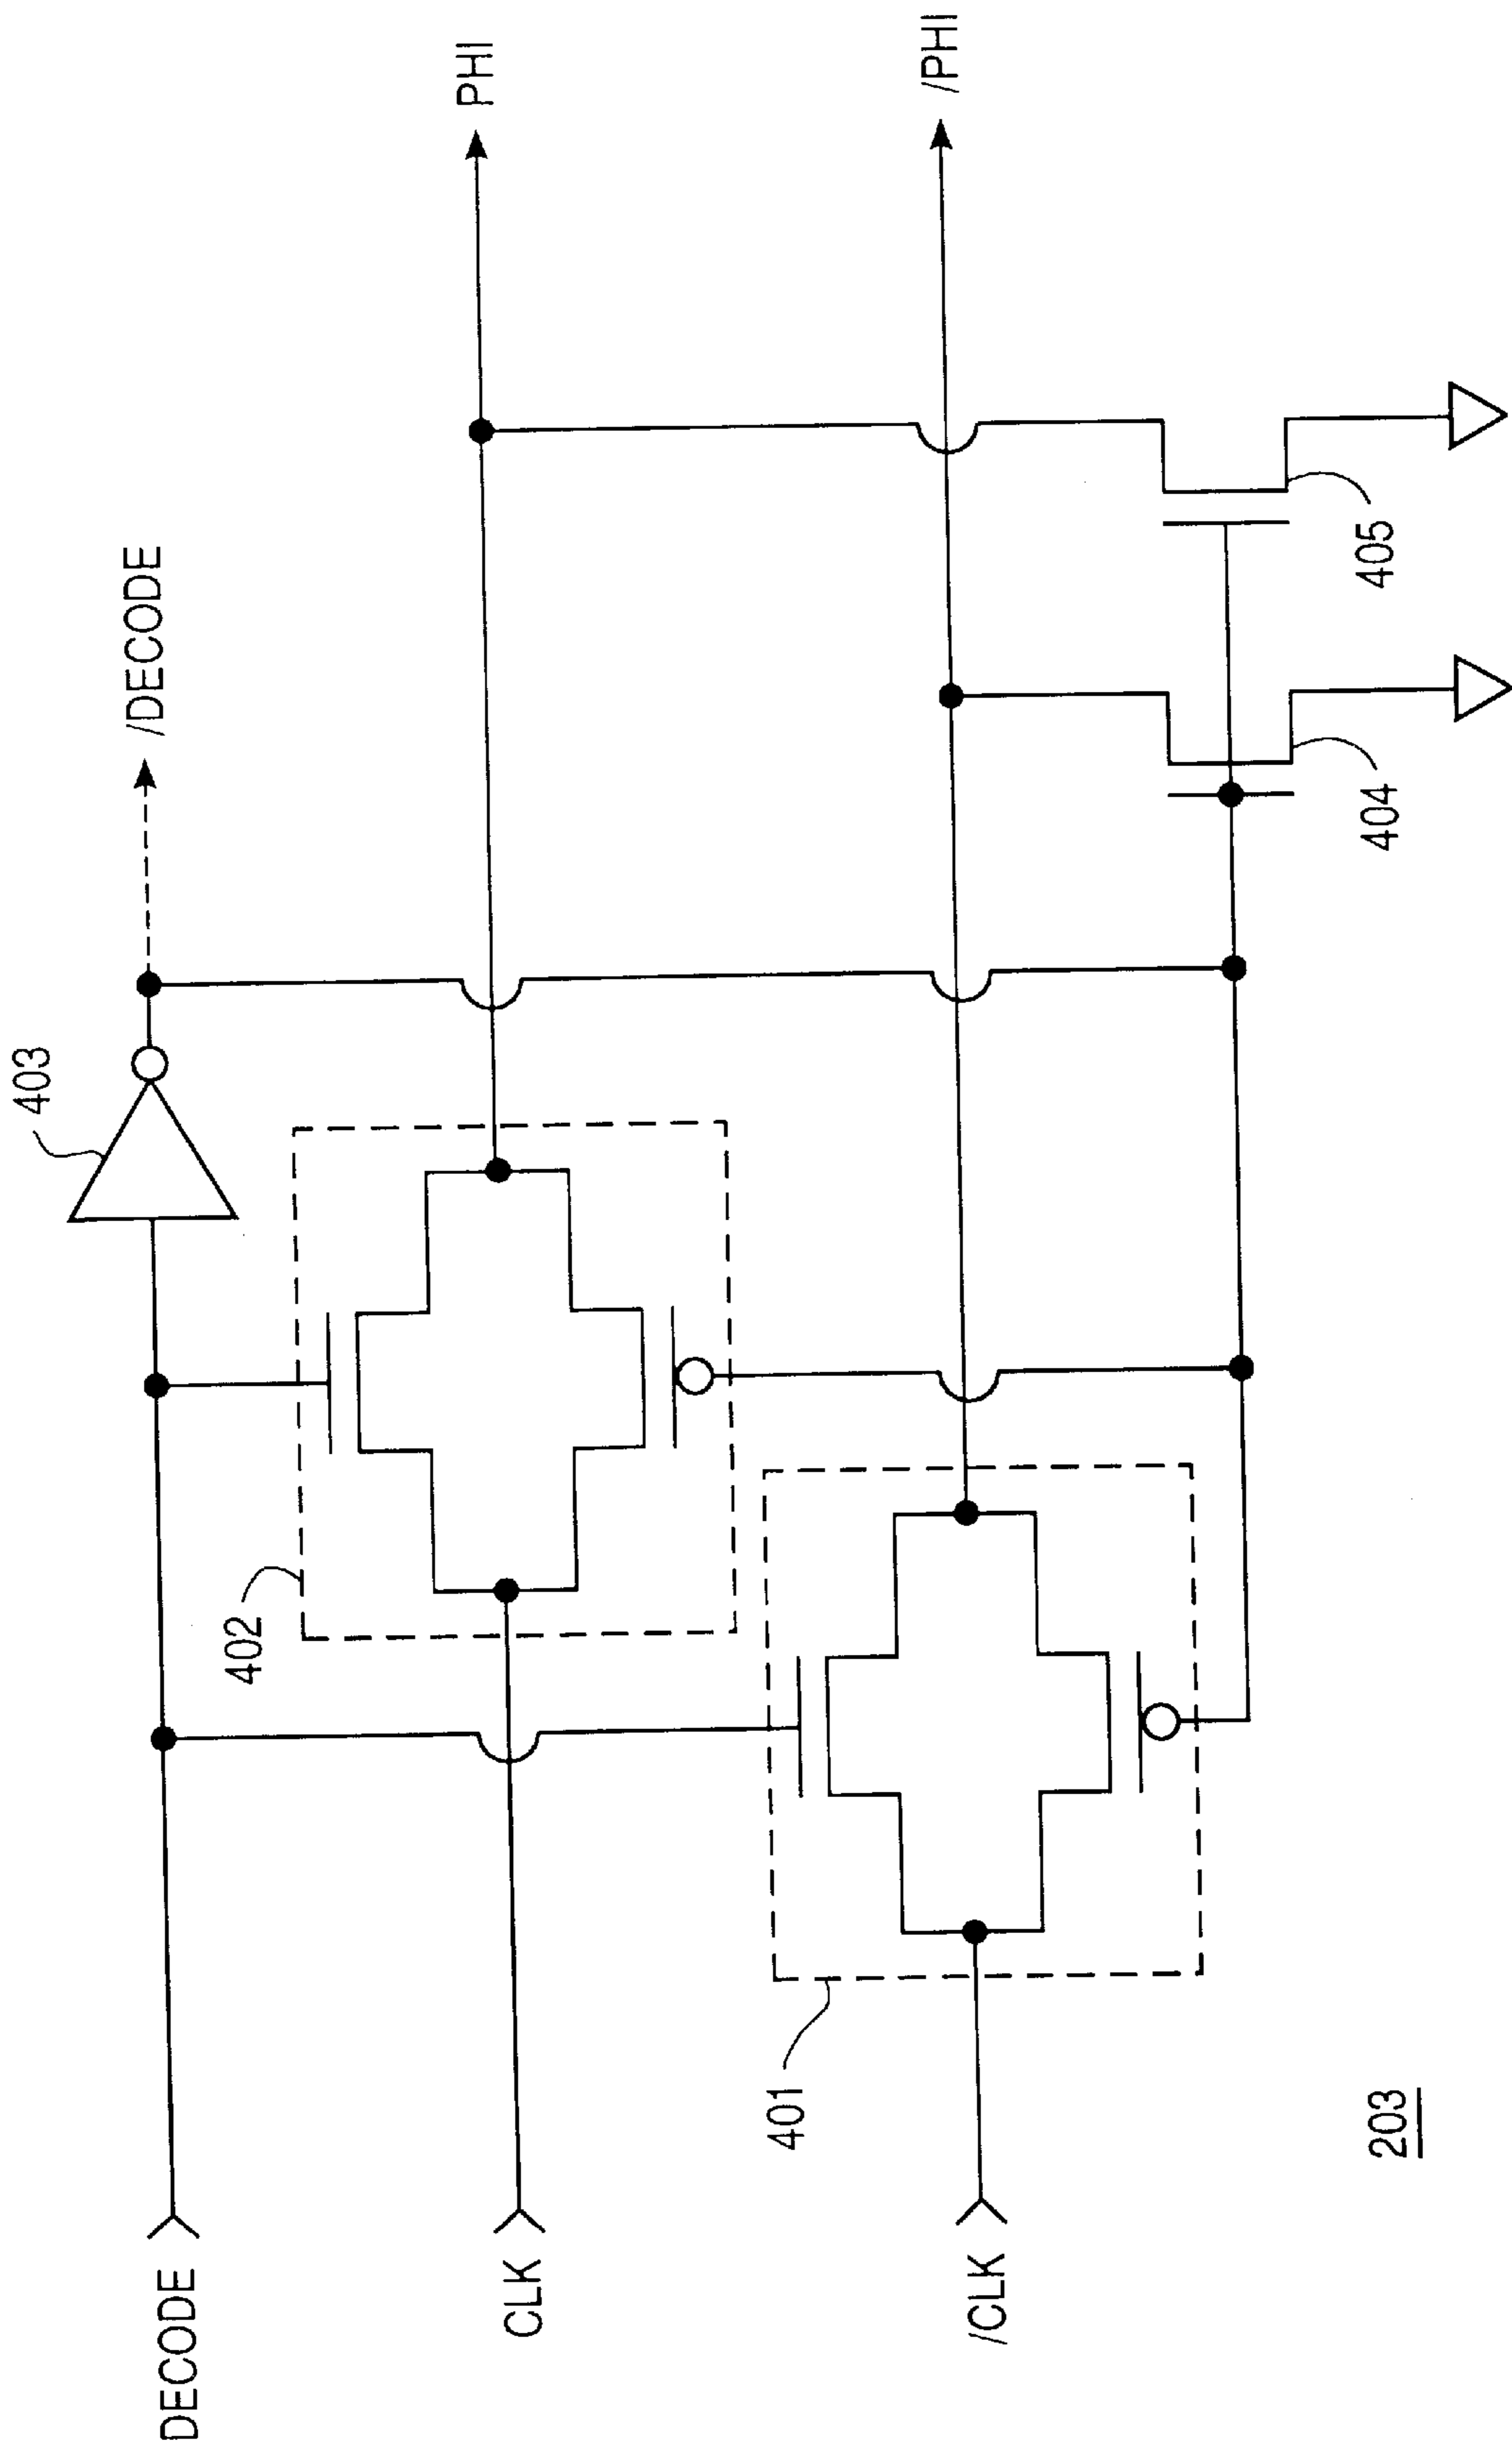 403
/DECODE
DECODE
402
PHI
CLK
401
/PHI
/CLK
404
405
203